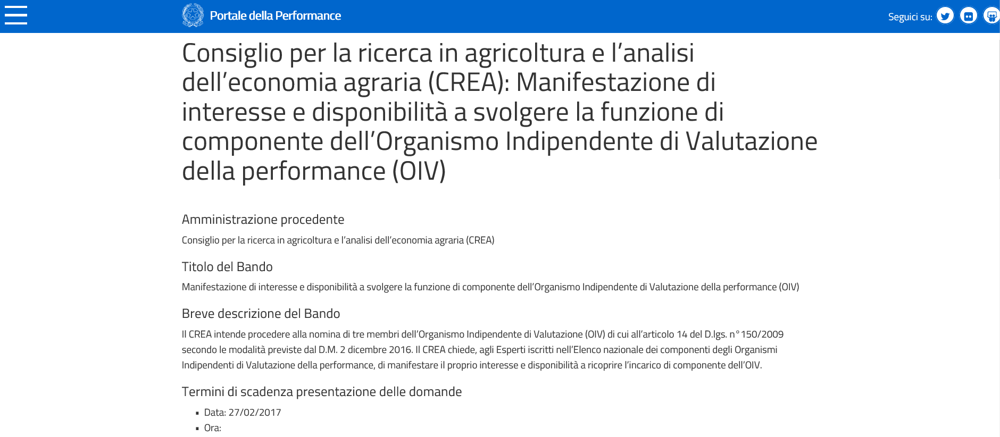 Portale della Performance
Seguici su:
Consiglio per la ricerca in agricoltura e l’analisi
dell’economia agraria (CREA): Manifestazione di
interesse e disponibilità a svolgere la funzione di
componente dell’Organismo Indipendente di Valutazione
della performance (OIV)
Amministrazione procedente
Consiglio per la ricerca in agricoltura e l’analisi dell’economia agraria (CREA)
Titolo del Bando
Manifestazione di interesse e disponibilità a svolgere la funzione di componente dell’Organismo Indipendente di Valutazione della performance (OIV)
Breve descrizione del Bando
Il CREA intende procedere alla nomina di tre membri dell’Organismo Indipendente di Valutazione (OIV) di cui all’articolo 14 del D.lgs. n°150/2009
secondo le modalità previste dal D.M. 2 dicembre 2016. Il CREA chiede, agli Esperti iscritti nell’Elenco nazionale dei componenti degli Organismi
Indipendenti di Valutazione della performance, di manifestare il proprio interesse e disponibilità a ricoprire l’incarico di componente dell’OIV.
Termini di scadenza presentazione delle domande
▪ Data: 27/02/2017
▪ Ora: